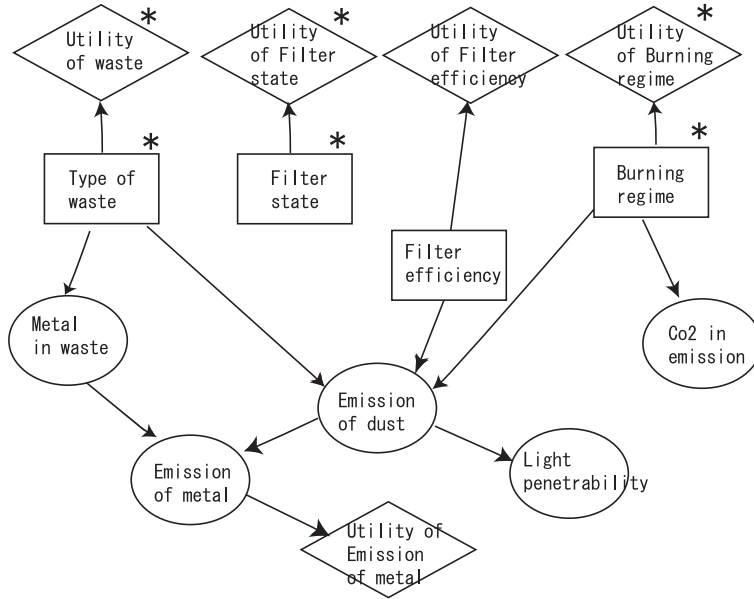 *
Utility
of waste
*
Utility
of Filter
state
Utility
of Filter
efficiency
*
Utility
of Burning
regime
*
Type of
waste
*
Filter
state
Filter
efficiency
*
Burning
regime
Metal
in waste
Co2 in
emission
Emission
of dust
Emission
of metal
Light
penetrability
Utility of
Emission
of metal